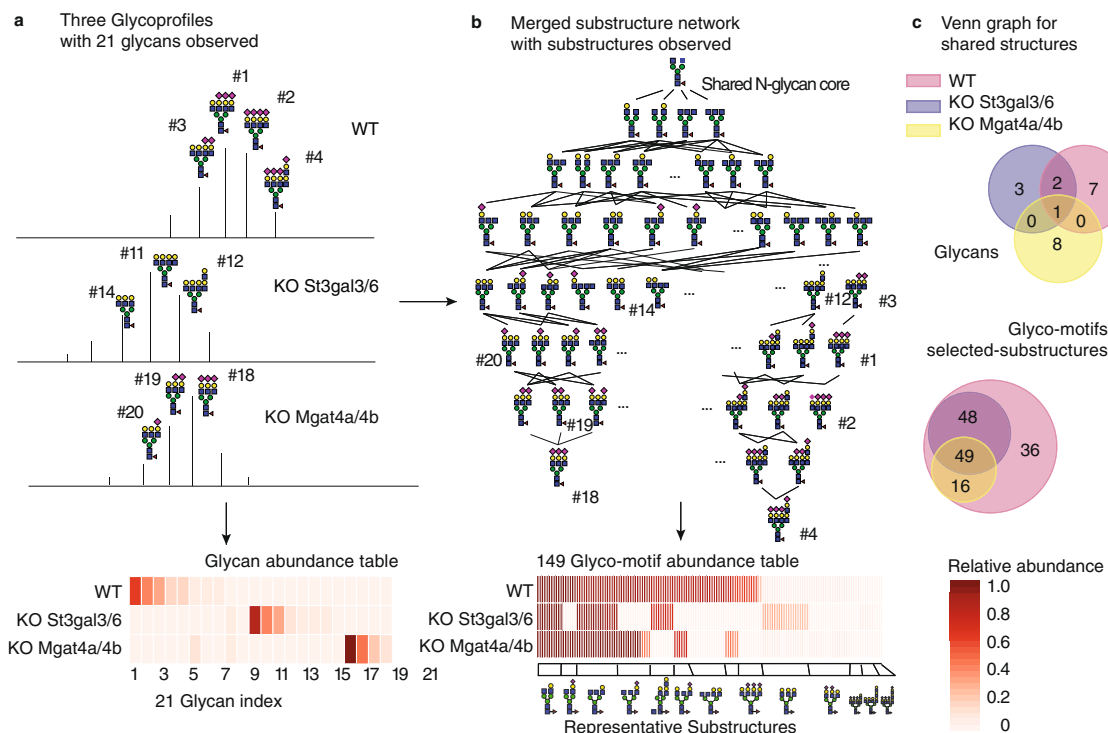 a Three Glycoprofiles
with 21 glycans observed
#1
#2
#3
WT
#4
#11
#12
KO St3gal3/6
#14
#19
#18
KO Mgat4a/4b
#20
Glycan abundance table
WT
KO St3gal3/6
KO Mgat4a/4b
1 3 5 7 9 11 13 15 17 19 21
21 Glycan index
b Merged substructure network
with substructures observed
Shared N-glycan core
...
...
...
... ...
#14
#12
#3
#20
...
...
#1
...
#19
...
#2
...
#18
#4
149 Glyco-motif abundance table
WT
KO St3gal3/6
KO Mgat4a/4b
Representative Substructures
c Venn graph for
shared structures
WT
KO St3gal3/6
KO Mgat4a/4b
3 2 7
0 1 0
8
Glycans
Glyco-motifs
selected-substructures
48
49 36
16
Relative abundance
1.0
0.8
0.6
0.4
0.2
0